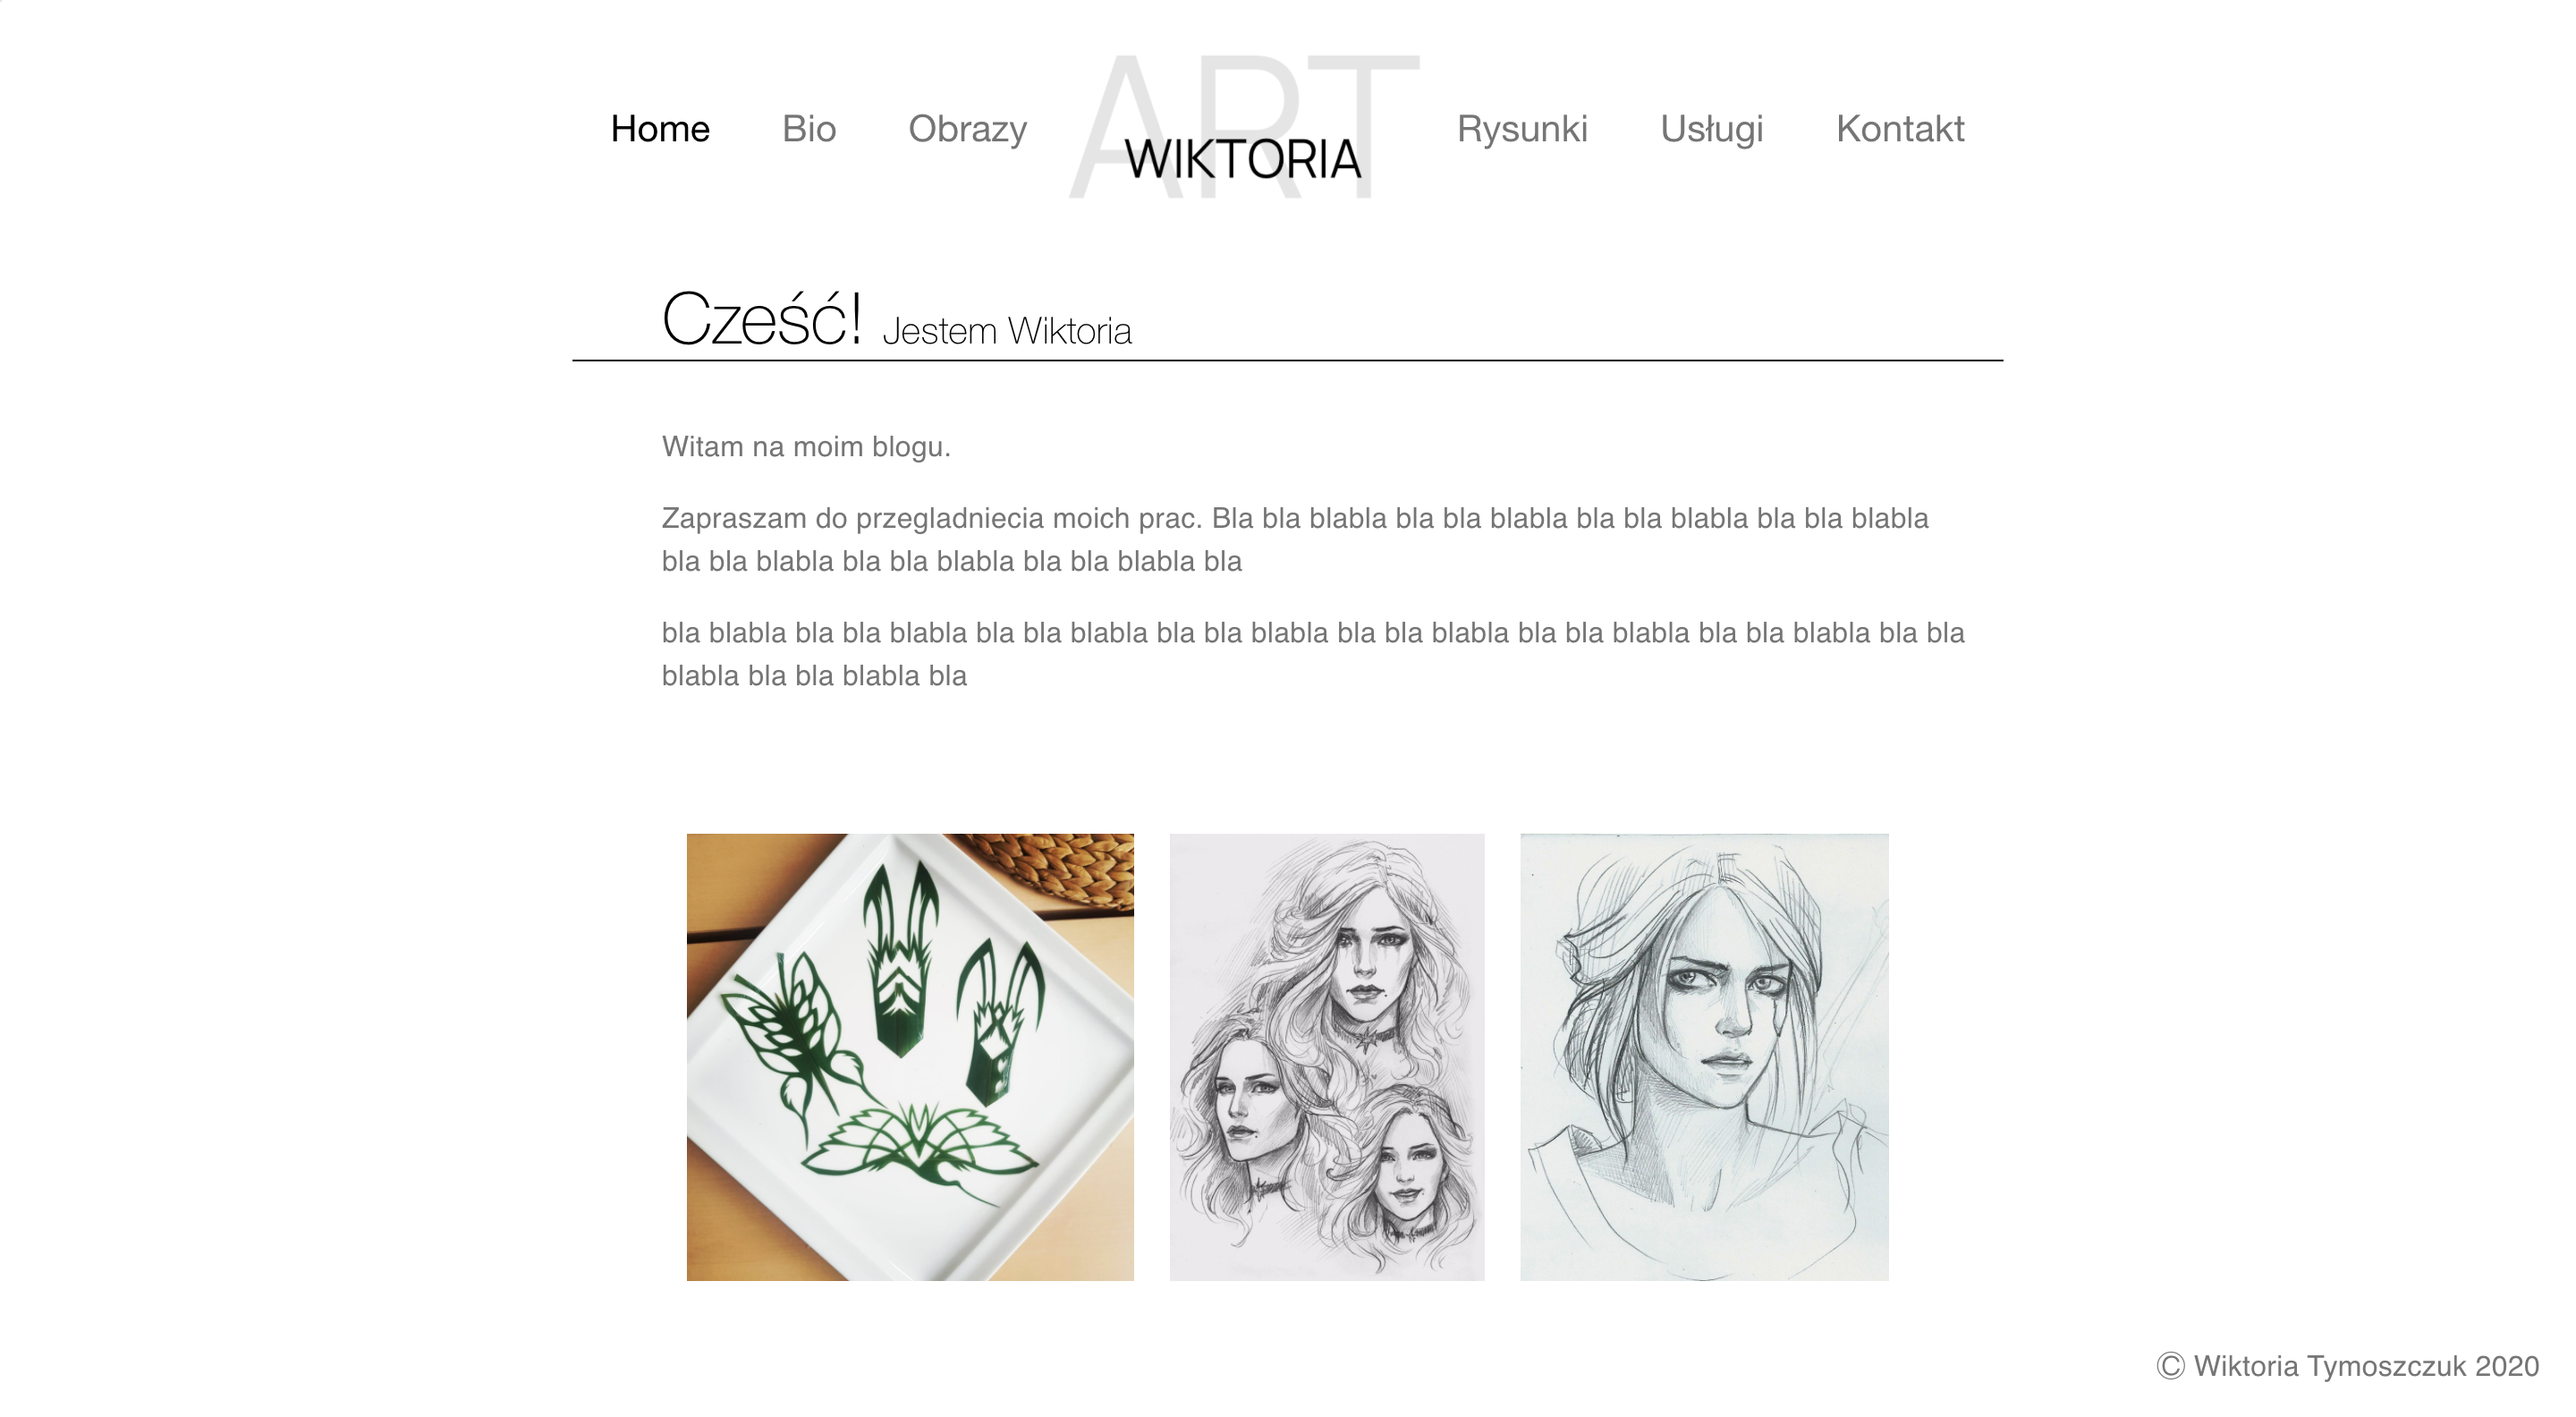 Home Bio Obrazy ART WIKTORIA Rysunki Usługi Kontakt
Cześć! Jestem Wiktoria
Witam na moim blogu.
Zapraszam do przegladniecia moich prac. Bla bla blabla bla bla blabla bla bla blabla bla bla blabla
bla bla blabla bla bla blabla bla bla blabla bla
bla blabla bla bla blabla bla bla blabla bla bla blabla bla bla blabla bla bla blabla bla bla blabla bla bla
blabla bla bla blabla bla
© Wiktoria Tymoszczuk 2020